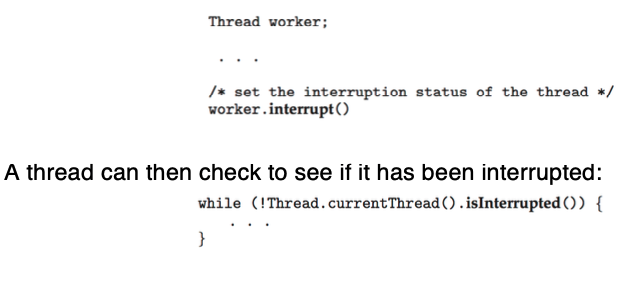 Thread worker;
. . .
/* set the interruption status of the thread */
worker.interrupt()
A thread can then check to see if it has been interrupted:
while (!Thread.currentThread().isInterrupted()) {
. . .
}